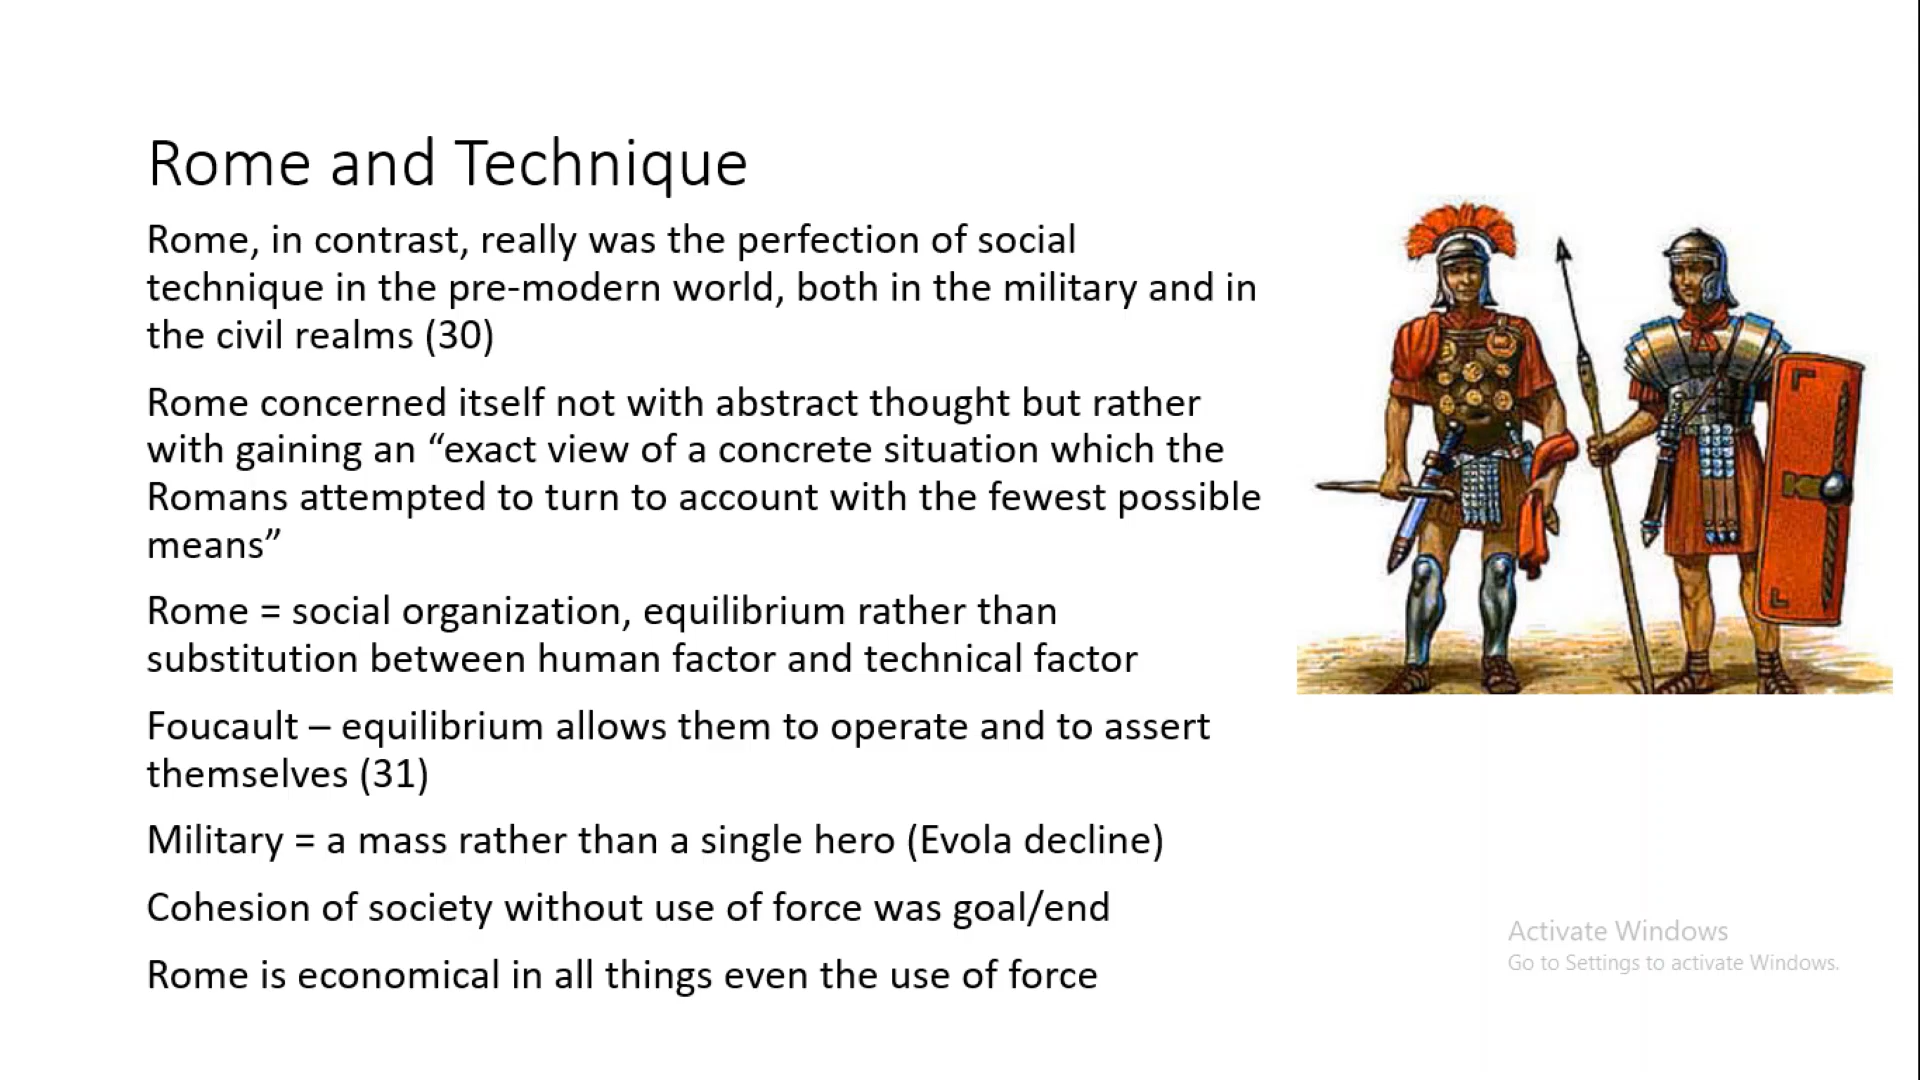 Rome and Technique
Rome, in contrast, really was the perfection of social
technique in the pre-modern world, both in the military and in
the civil realms (30)
Rome concerned itself not with abstract thought but rather
with gaining an “exact view of a concrete situation which the
Romans attempted to turn to account with the fewest possible
means”
Rome = social organization, equilibrium rather than
substitution between human factor and technical factor
Foucault – equilibrium allows them to operate and to assert
themselves (31)
Military = a mass rather than a single hero (Evola decline)
Cohesion of society without use of force was goal/end
Rome is economical in all things even the use of force
Activate Windows
Go to Settings to activate Windows.